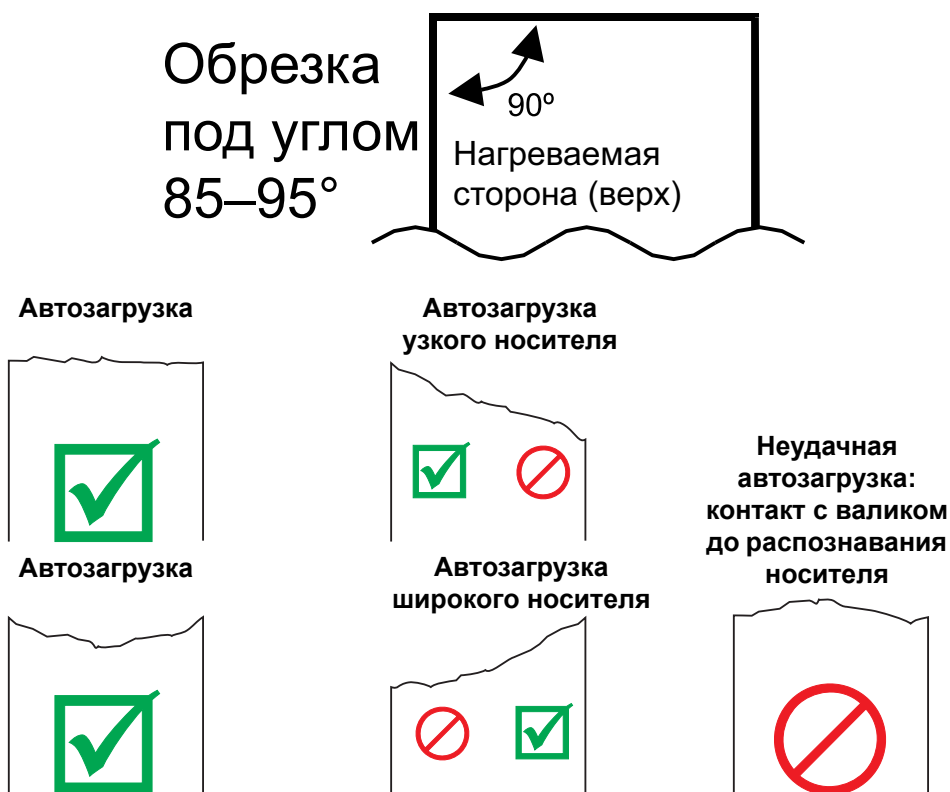 Обрезка
под углом
85–95°
90º
Нагреваемая
сторона (верх)
Автозагрузка
Автозагрузка
узкого носителя
Неудачная
автозагрузка:
контакт с валиком
до распознавания
носителя
Автозагрузка
Автозагрузка
широкого носителя